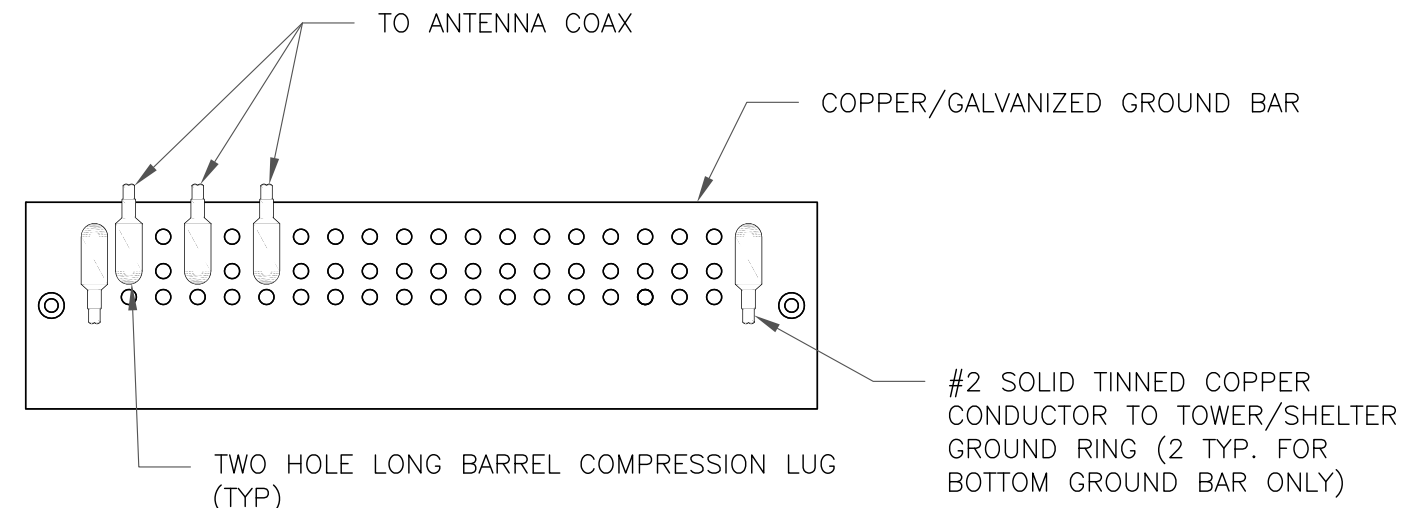 TO ANTENNA COAX
COPPER/GALVANIZED GROUND BAR
#2 SOLID TINNED COPPER
CONDUCTOR TO TOWER/SHELTER
GROUND RING (2 TYP. FOR
BOTTOM GROUND BAR ONLY)
TWO HOLE LONG BARREL COMPRESSION LUG
(TYP)